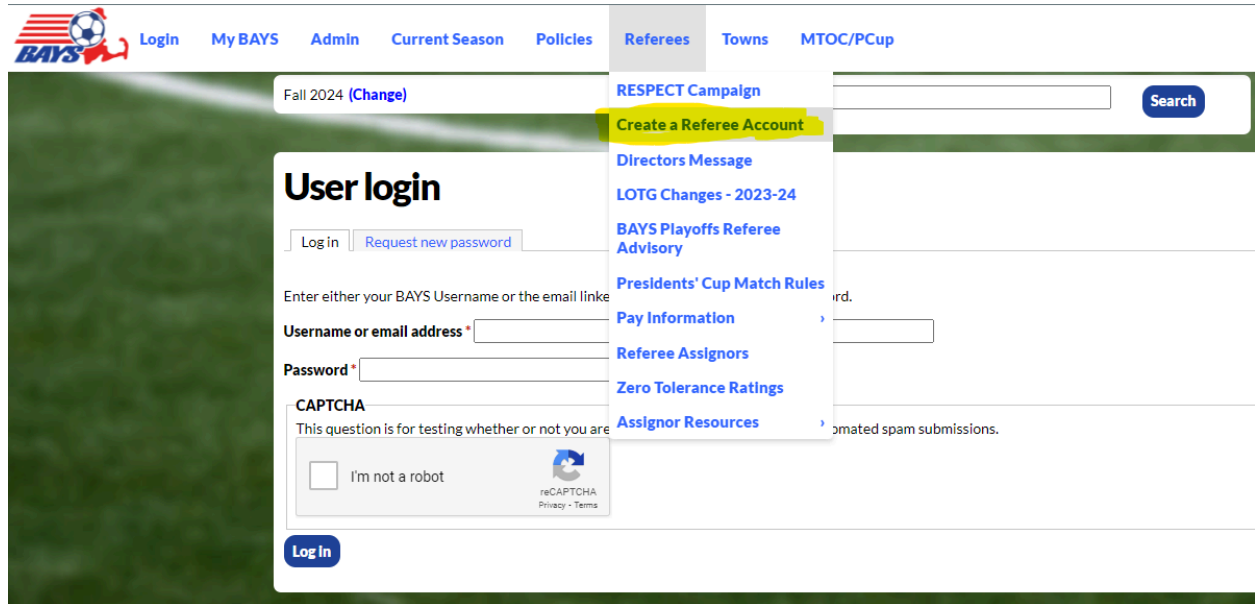 BAYS
Login My BAYS Admin Current Season Policies Referees Towns MTOC/PCup
Fall 2024 (Change)
Search
RESPECT Campaign
Create a Referee Account
Directors Message
LOTG Changes - 2023-24
BAYS Playoffs Referee
Advisory
Presidents' Cup Match Rules
Pay Information ›
Referee Assignors
Zero Tolerance Ratings
Assignor Resources ›
User login
Log in Request new password
Enter either your BAYS Username or the email linke
Username or email address *
Password *
CAPTCHA
This question is for testing whether or not you are omated spam submissions.
I'm not a robot
reCAPTCHA
Privacy - Terms
Log in